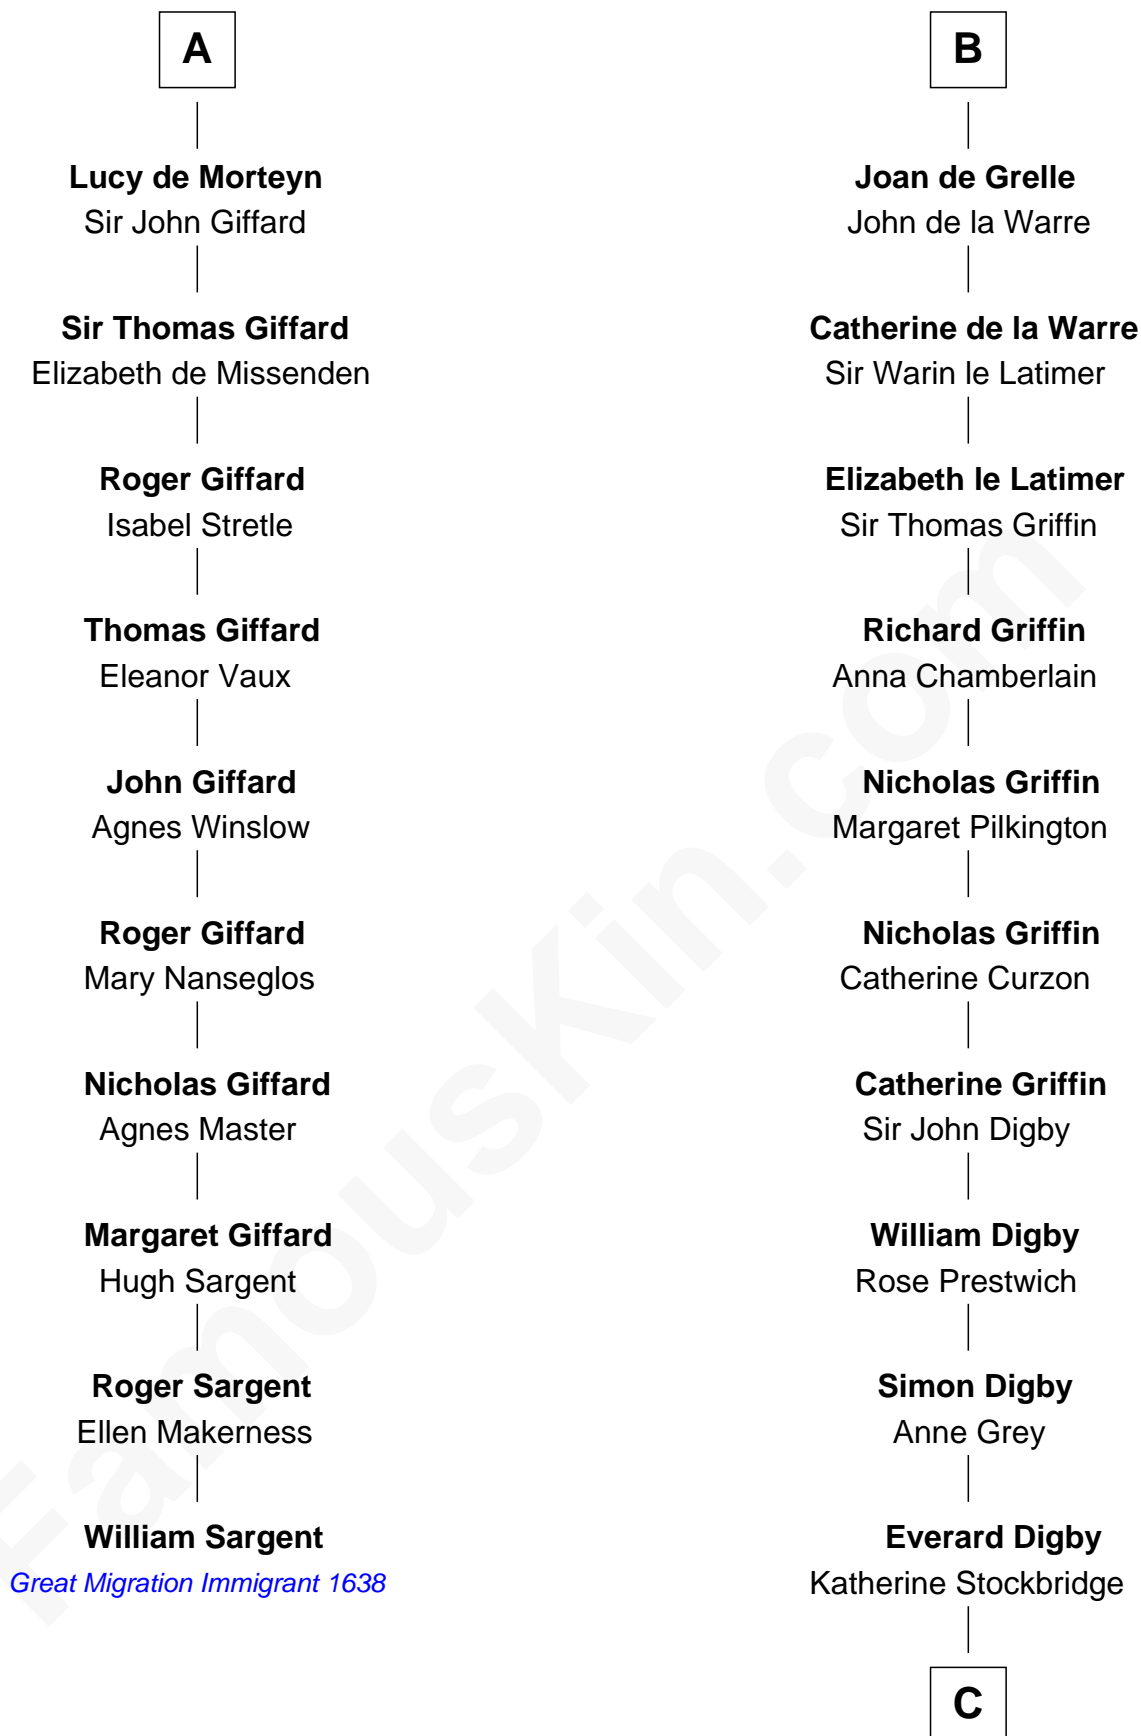 A
Lucy de Morteyn
Sir John Giffard
Sir Thomas Giffard
Elizabeth de Missenden
Roger Giffard
Isabel Stretle
Thomas Giffard
Eleanor Vaux
John Giffard
Agnes Winslow
Roger Giffard
Mary Nanseglos
Nicholas Giffard
Agnes Master
Margaret Giffard
Hugh Sargent
Roger Sargent
Ellen Makerness
William Sargent
Great Migration Immigrant 1638
B
Joan de Grelle
John de la Warre
Catherine de la Warre
Sir Warin le Latimer
Elizabeth le Latimer
Sir Thomas Griffin
Richard Griffin
Anna Chamberlain
Nicholas Griffin
Margaret Pilkington
Nicholas Griffin
Catherine Curzon
Catherine Griffin
Sir John Digby
William Digby
Rose Prestwich
Simon Digby
Anne Grey
Everard Digby
Katherine Stockbridge
C
FamousKin.com